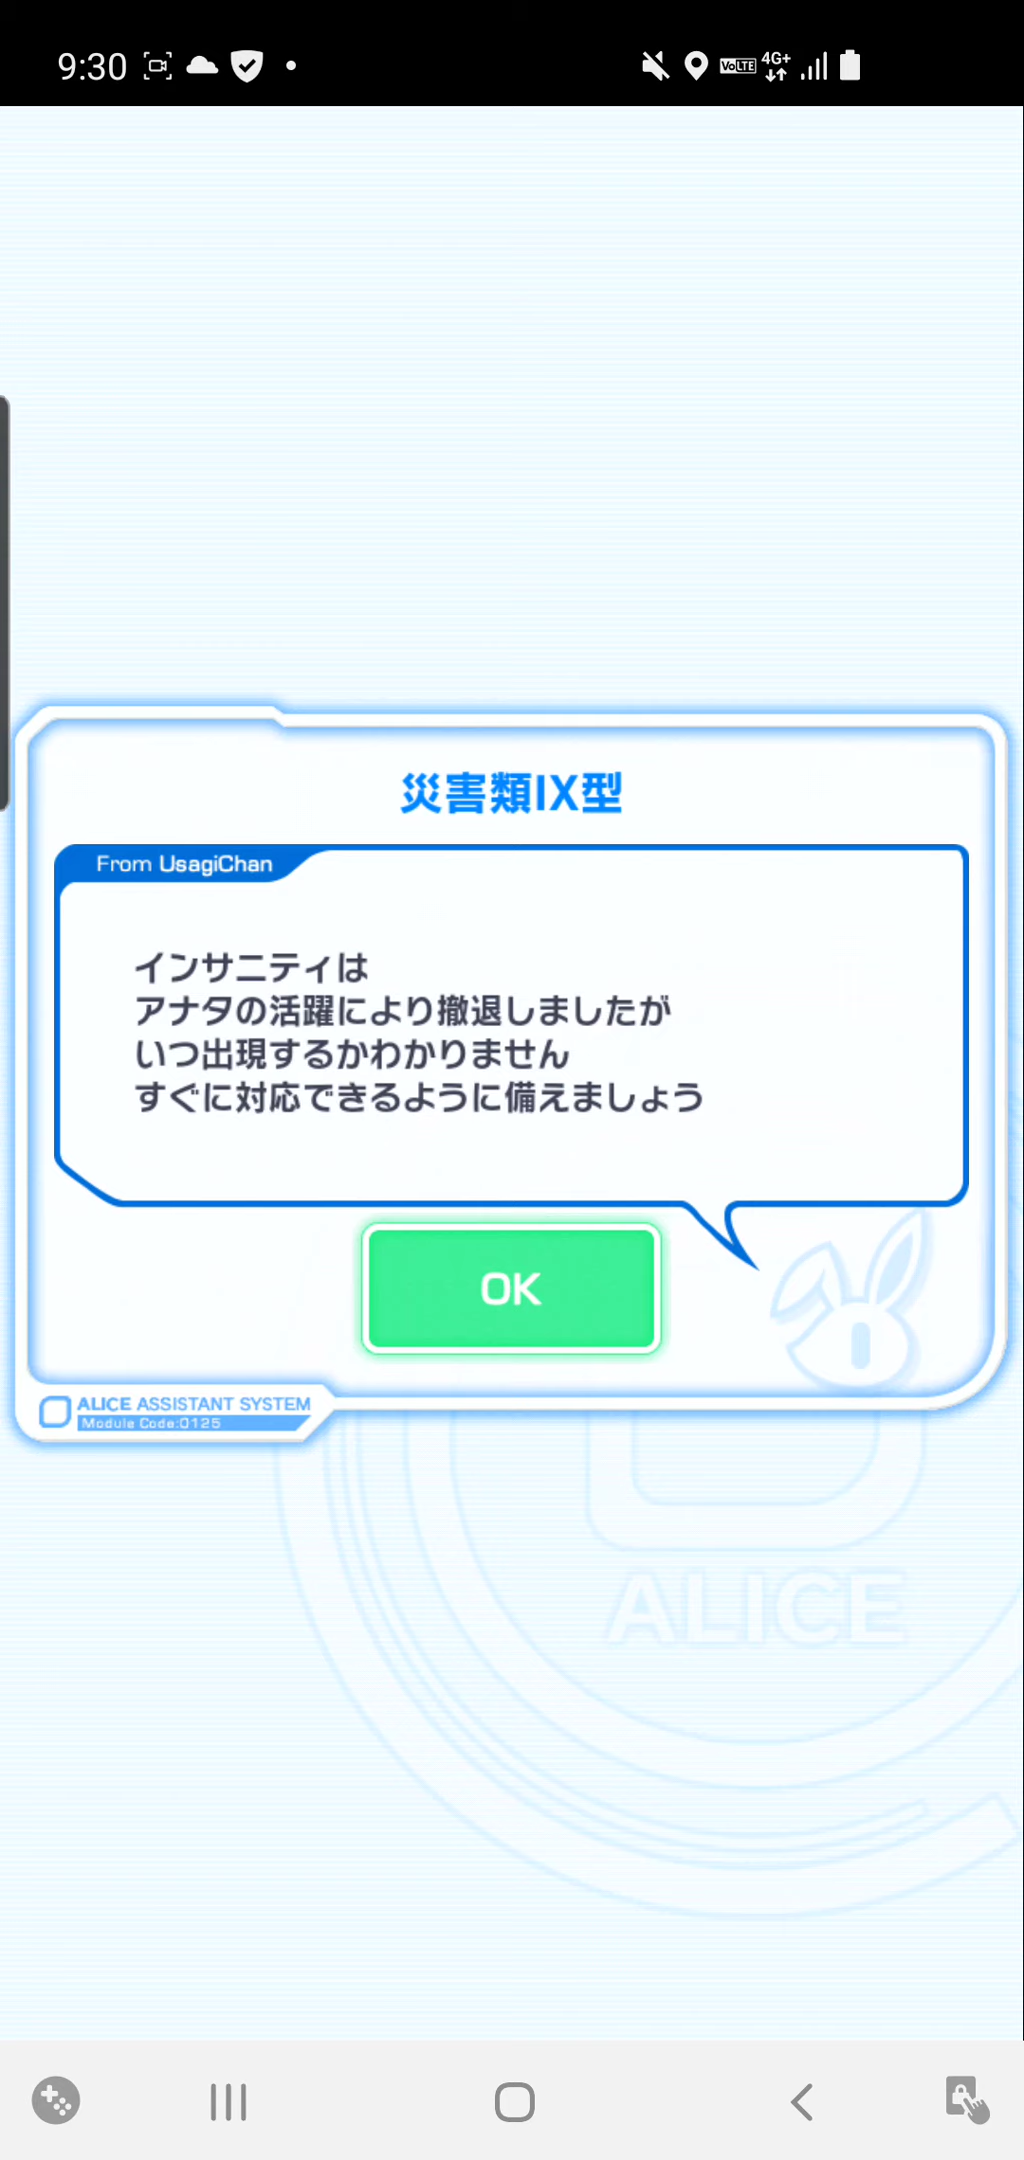 9:30
VoLTE 4G+
災害類IX型
From UsagiChan
インサニティは
アナタの活躍により撤退しましたが
いつ出現するかわかりません
すぐに対応できるように備えましょう
OK
ALICE ASSISTANT SYSTEM
Module Code:0125
ALICE